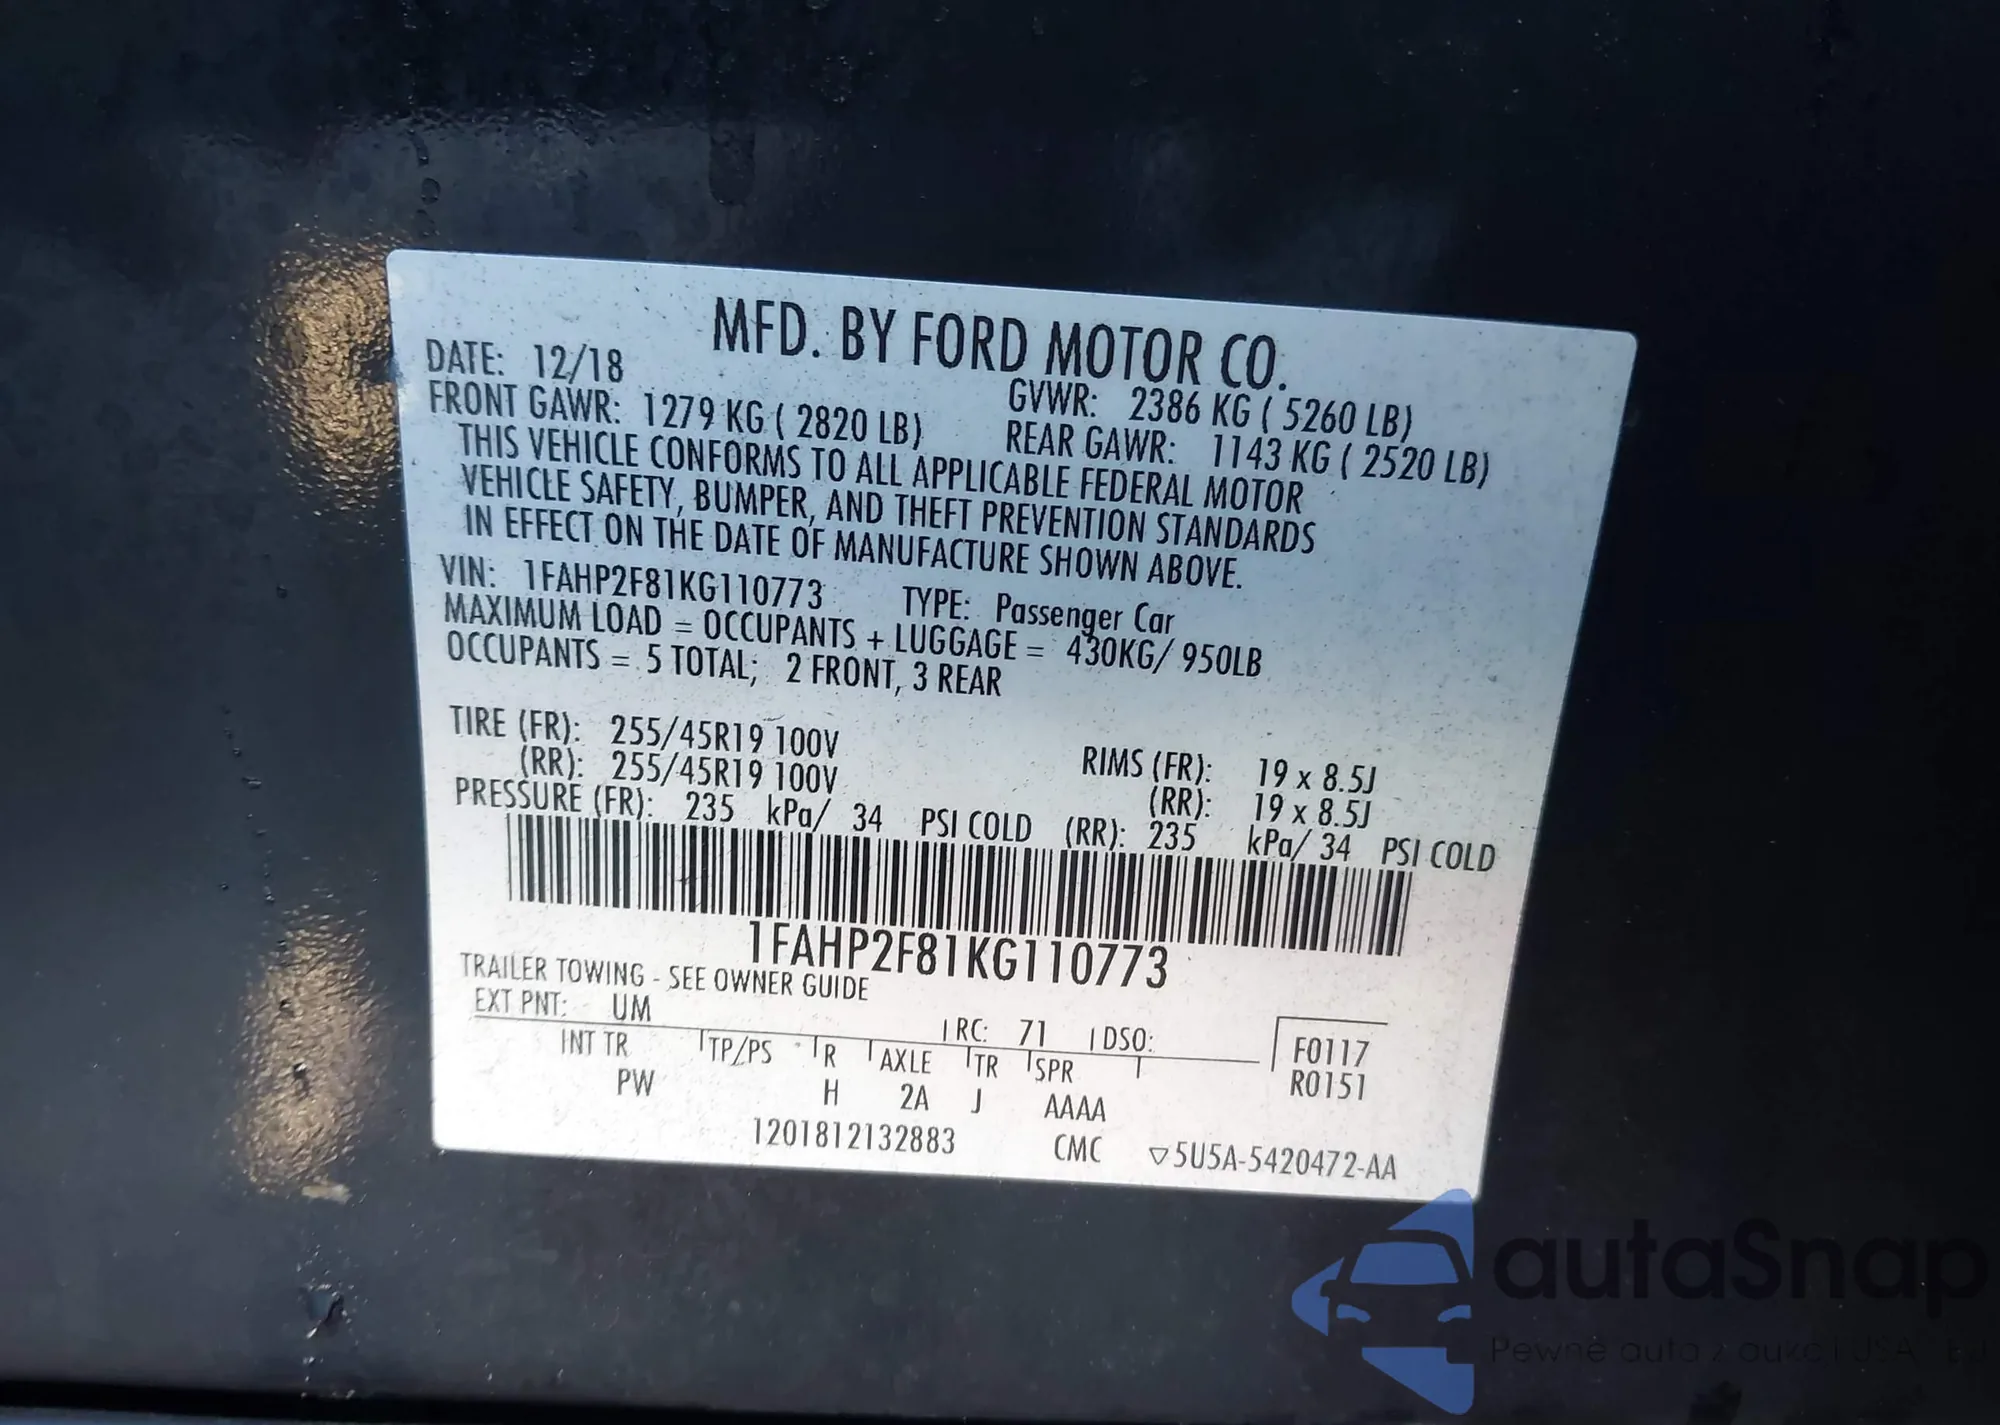 MFD. BY FORD MOTOR CO.
DATE: 12/18 GVWR: 2386 KG ( 5260 LB)
FRONT GAWR: 1279 KG ( 2820 LB) REAR GAWR: 1143 KG ( 2520 LB)
THIS VEHICLE CONFORMS TO ALL APPLICABLE FEDERAL MOTOR
VEHICLE SAFETY, BUMPER, AND THEFT PREVENTION STANDARDS
IN EFFECT ON THE DATE OF MANUFACTURE SHOWN ABOVE.
VIN: 1FAHP2F81KG110773 TYPE: Passenger Car
MAXIMUM LOAD = OCCUPANTS + LUGGAGE = 430KG/ 950LB
OCCUPANTS = 5 TOTAL; 2 FRONT, 3 REAR
TIRE (FR): 255/45R19 100V RIMS (FR): 19 x 8.5J
(RR): 255/45R19 100V (RR): 19 x 8.5J
PRESSURE (FR): 235 kPa/ 34 PSI COLD (RR): 235 kPa/ 34 PSI COLD
1FAHP2F81KG110773
TRAILER TOWING - SEE OWNER GUIDE
EXT PNT: UM RC: 71 DSO:
INT TR TP/PS R AXLE TR SPR F0117
PW H 2A J AAAA R0151
1201812132883 CMC ▽5U5A-5420472-AA
autaSnap
Pewne auta z aukcji USA